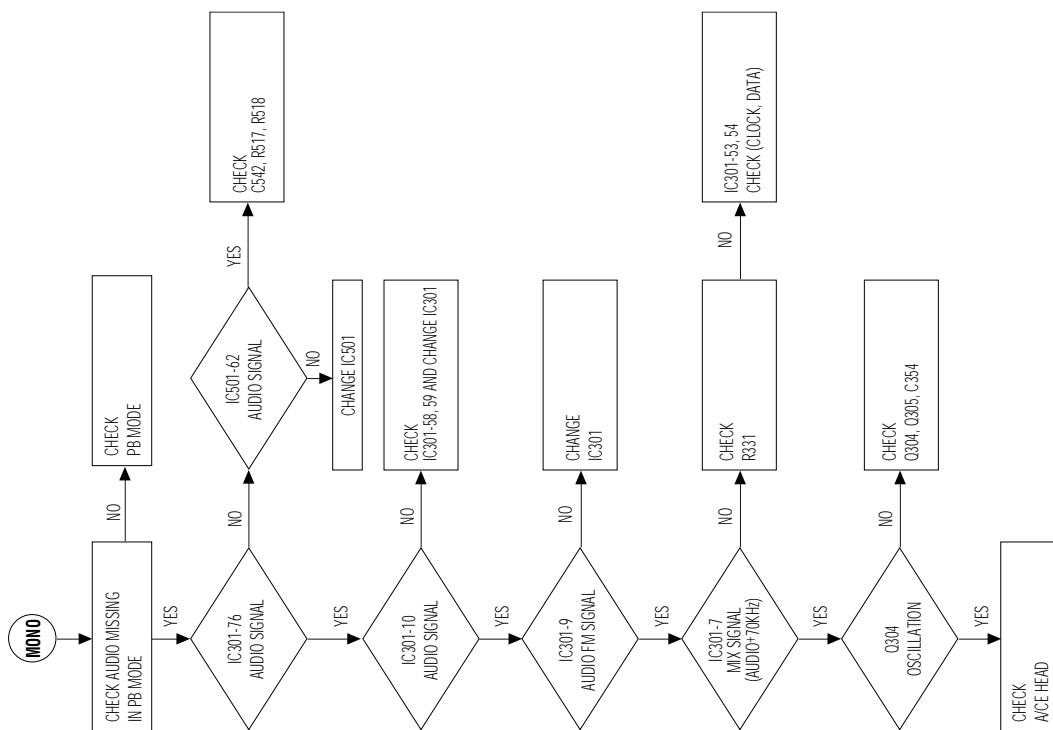 MONO
CHECK AUDIO MISSING
IN PB MODE
NO
CHECK
PB MODE
YES
IC301-76
AUDIO SIGNAL
NO
IC501-62
AUDIO SIGNAL
YES
CHECK
C542, R517, R518
NO
CHANGE IC501
YES
IC301-10
AUDIO SIGNAL
NO
CHECK
IC301-58, 59 AND CHANGE IC301
YES
IC301-9
AUDIO FM SIGNAL
NO
CHANGE
IC301
YES
IC301-7
MIX SIGNAL
(AUDIO+70KHz)
NO
CHECK
R331
NO
IC301-53, 54
CHECK (CLOCK, DATA)
YES
Q304
OSCILLATION
NO
CHECK
Q304, Q305, C354
YES
CHECK
A/CE HEAD